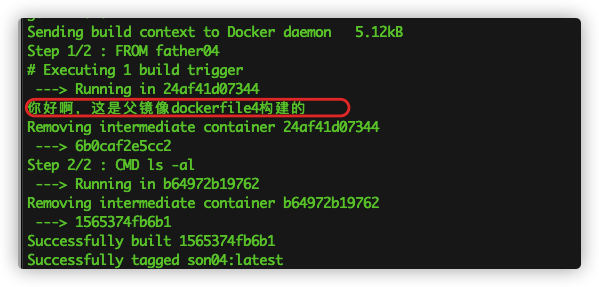 Sending build context to Docker daemon   5.12kB
Step 1/2 : FROM father04
# Executing 1 build trigger
 ---> Running in 24af41d07344
你好啊，这是父镜像dockerfile4构建的
Removing intermediate container 24af41d07344
 ---> 6b0caf2e5cc2
Step 2/2 : CMD ls -al
 ---> Running in b64972b19762
Removing intermediate container b64972b19762
 ---> 1565374fb6b1
Successfully built 1565374fb6b1
Successfully tagged son04:latest